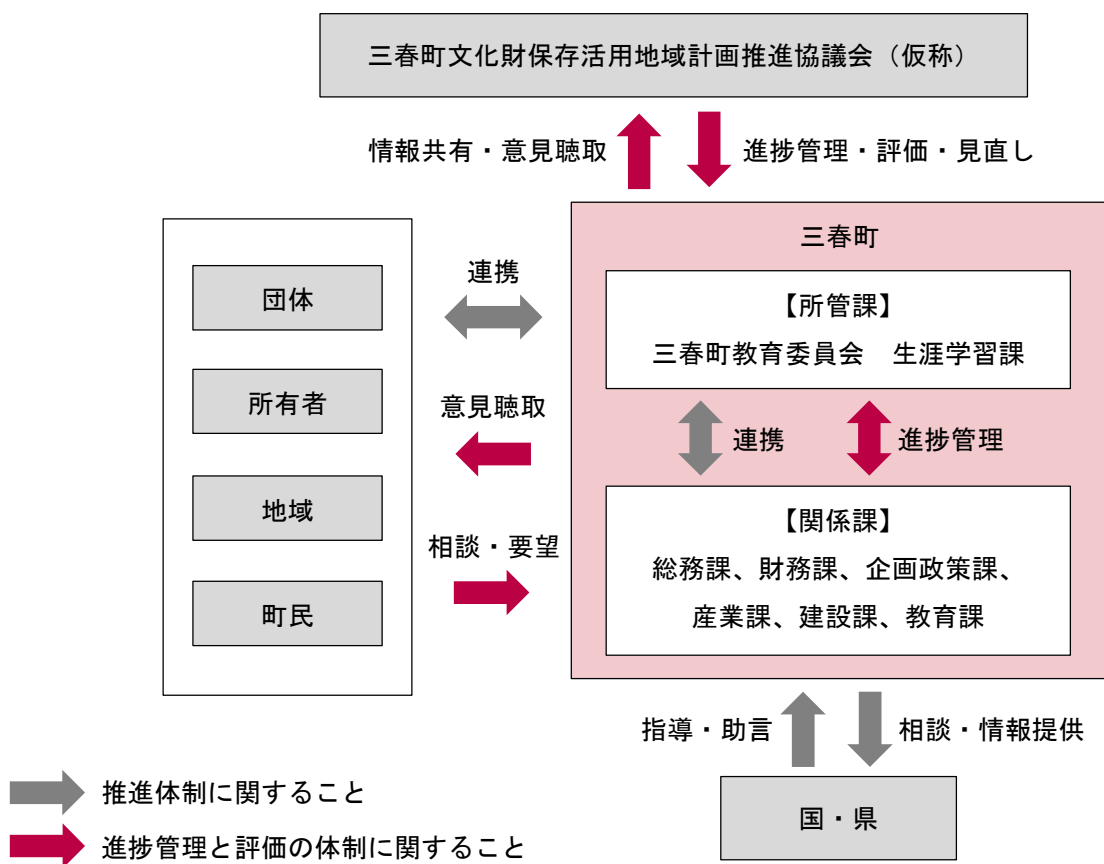 三春町文化財保存活用地域計画推進協議会（仮称）
情報共有・意見聴取
進捗管理・評価・見直し
団体
所有者
地域
町民
連携
意見聴取
相談・要望
三春町
【所管課】
三春町教育委員会　生涯学習課
連携
進捗管理
【関係課】
総務課、財務課、企画政策課、
産業課、建設課、教育課
指導・助言
相談・情報提供
国・県
推進体制に関すること
進捗管理と評価の体制に関すること